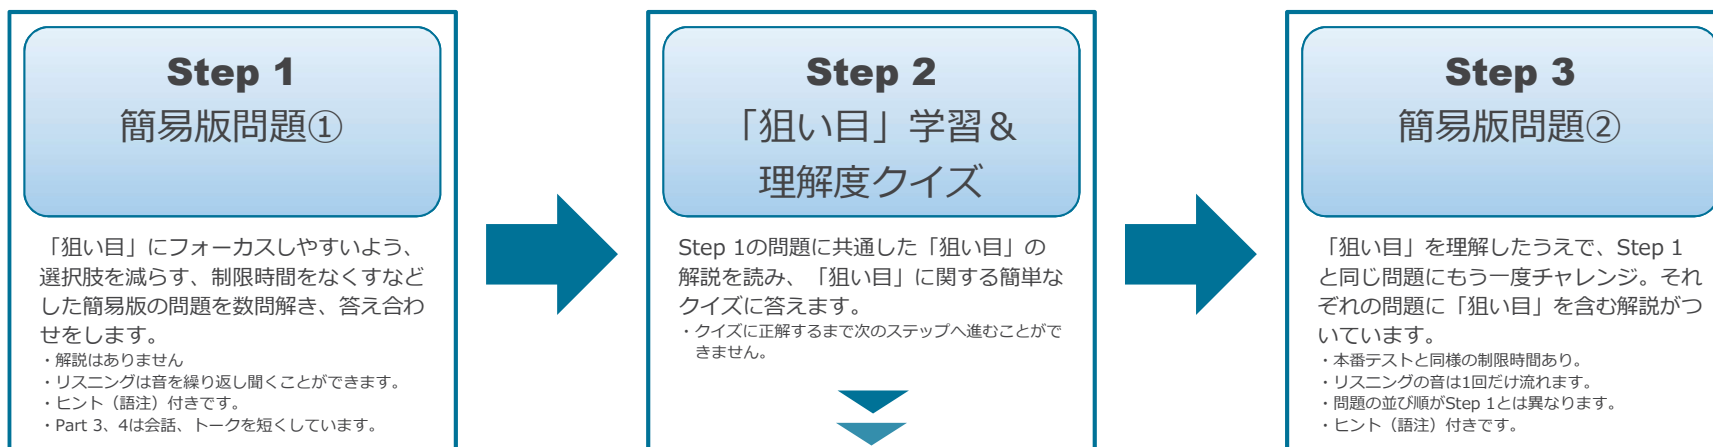 Step 1
簡易版問題①
「狙い目」にフォーカスしやすいよう、
選択肢を減らす、制限時間をなくすなど
した簡易版の問題を数問解き、答え合わ
せをします。
・解説はありません
・リスニングは音を繰り返し聞くことができます。
・ヒント（語注）付きです。
・Part 3、4は会話、トークを短くしています。
Step 2
「狙い目」学習＆
理解度クイズ
Step 1の問題に共通した「狙い目」の
解説を読み、「狙い目」に関する簡単な
クイズに答えます。
・クイズに正解するまで次のステップへ進むことがで
きません。
Step 3
簡易版問題②
「狙い目」を理解したうえで、Step 1
と同じ問題にもう一度チャレンジ。それ
ぞれの問題に「狙い目」を含む解説がつ
いています。
・本番テストと同様の制限時間あり。
・リスニングの音は1回だけ流れます。
・問題の並び順がStep 1とは異なります。
・ヒント（語注）付きです。